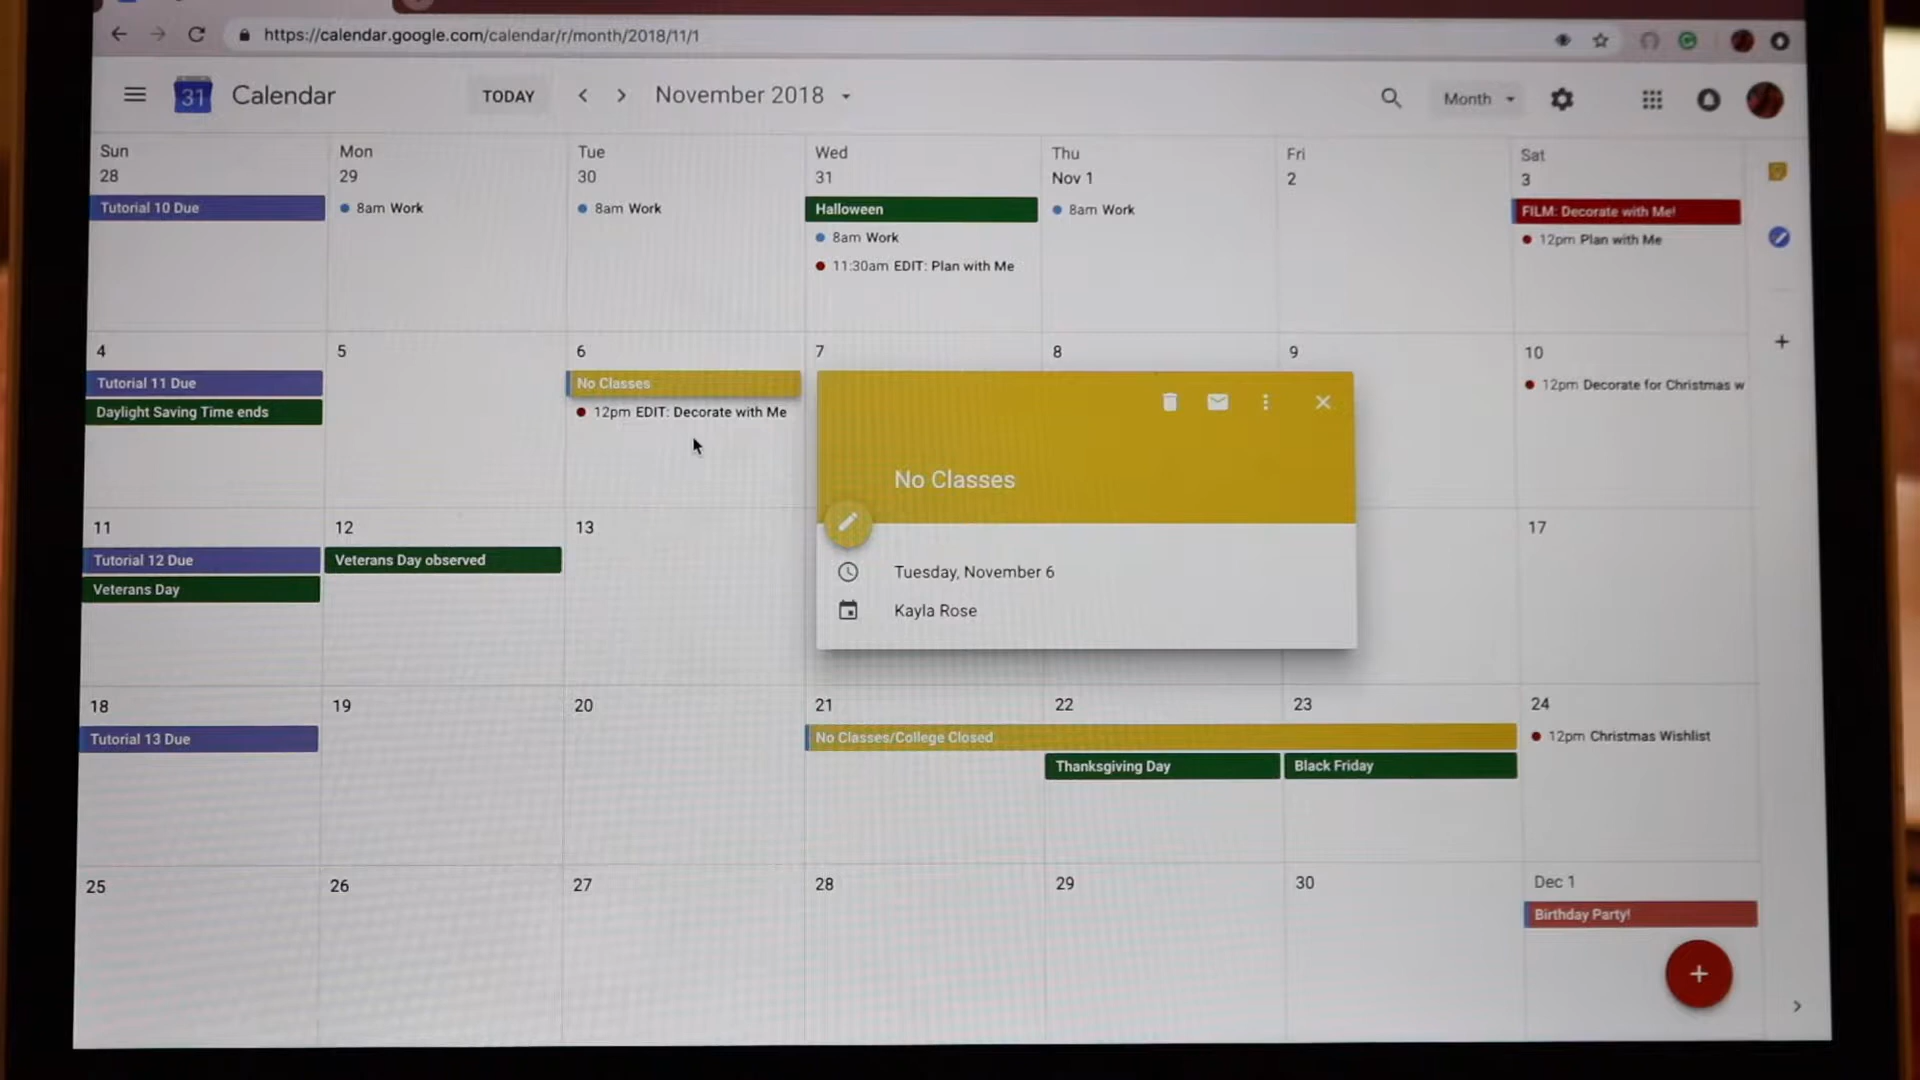 https://calendar.google.com/calendar/r/month/2018/11/1
31
Calendar
TODAY
November 2018
Month
Sun
Mon
Tue
Wed
Thu
Fri
Sat
28
29
30
31
Nov 1
2
3
Tutorial 10 Due
8am Work
8am Work
Halloween
8am Work
11:30am EDIT: Plan with Me
8am Work
FILM: Decorate with Me!
12pm Plan with Me
4
5
6
7
8
9
10
Tutorial 11 Due
Daylight Saving Time ends
No Classes
12pm EDIT: Decorate with Me
12pm Decorate for Christmas w
No Classes
Tuesday, November 6
Kayla Rose
11
12
13
17
Tutorial 12 Due
Veterans Day
Veterans Day observed
18
19
20
21
22
23
24
Tutorial 13 Due
No Classes/College Closed
Thanksgiving Day
Black Friday
12pm Christmas Wishlist
25
26
27
28
29
30
Dec 1
Birthday Party!